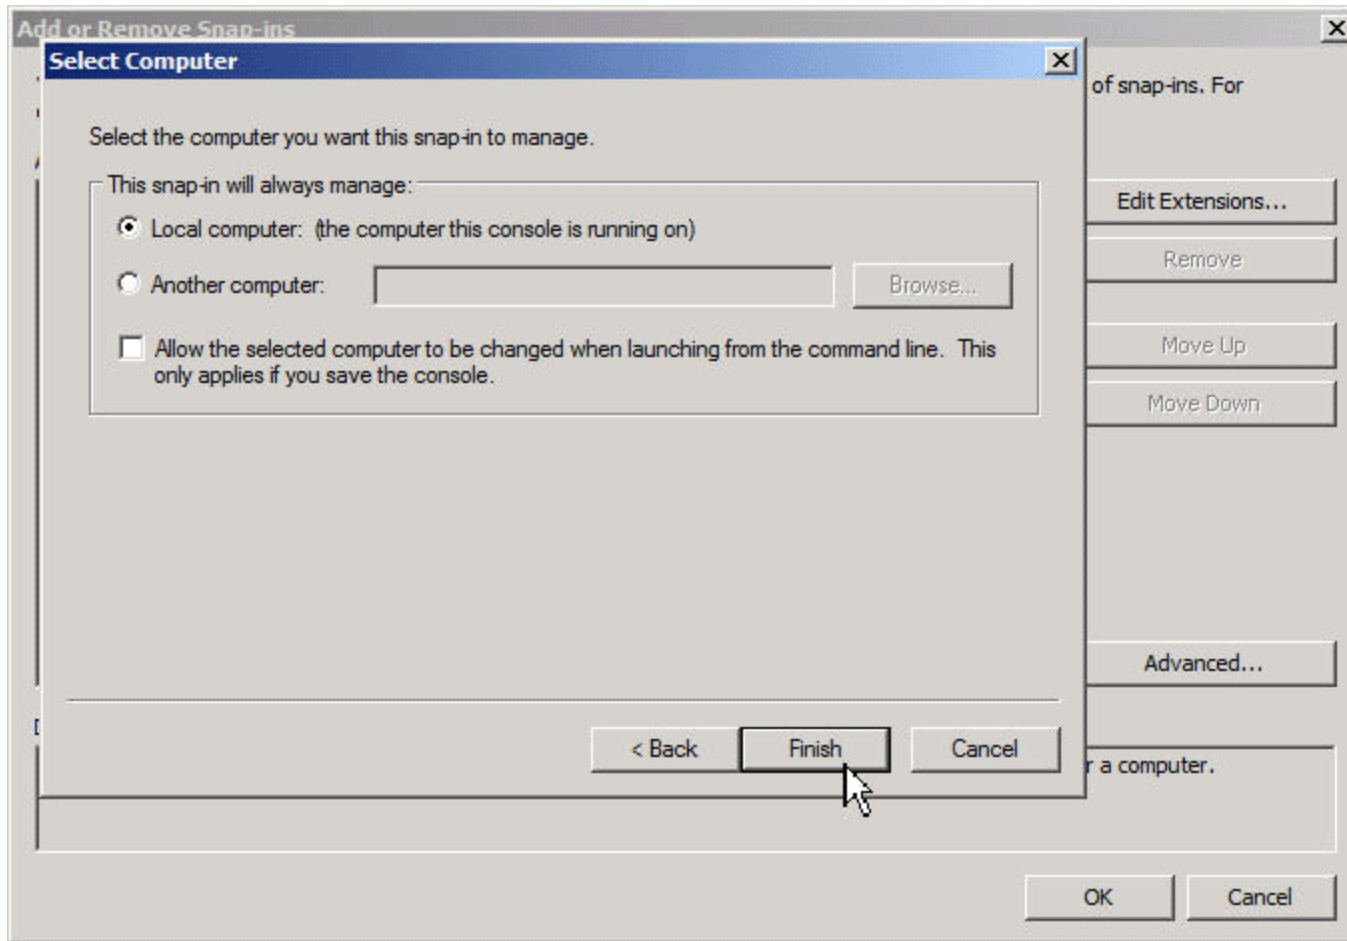 Add or Remove Snap-ins
Select Computer
of snap-ins. For
Select the computer you want this snap-in to manage.
This snap-in will always manage:
Local computer: (the computer this console is running on)
Another computer:
Browse...
Allow the selected computer to be changed when launching from the command line. This
only applies if you save the console.
Edit Extensions...
Remove
Move Up
Move Down
Advanced...
< Back
Finish
Cancel
r a computer.
OK
Cancel